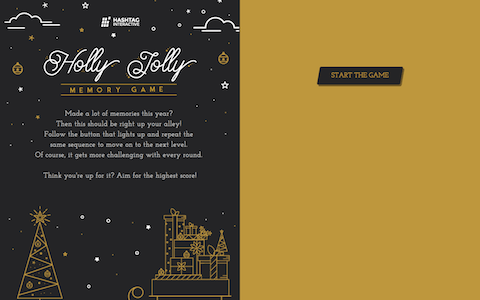 HASHTAG
INTERACTIVE
Holly Jolly
MEMORY GAME
Made a lot of memories this year?
Then this should be right up your alley!
Follow the button that lights up and repeat the
same sequence to move on to the next level.
Of course, it gets more challenging with every round.
Think you're up for it? Aim for the highest score!
START THE GAME